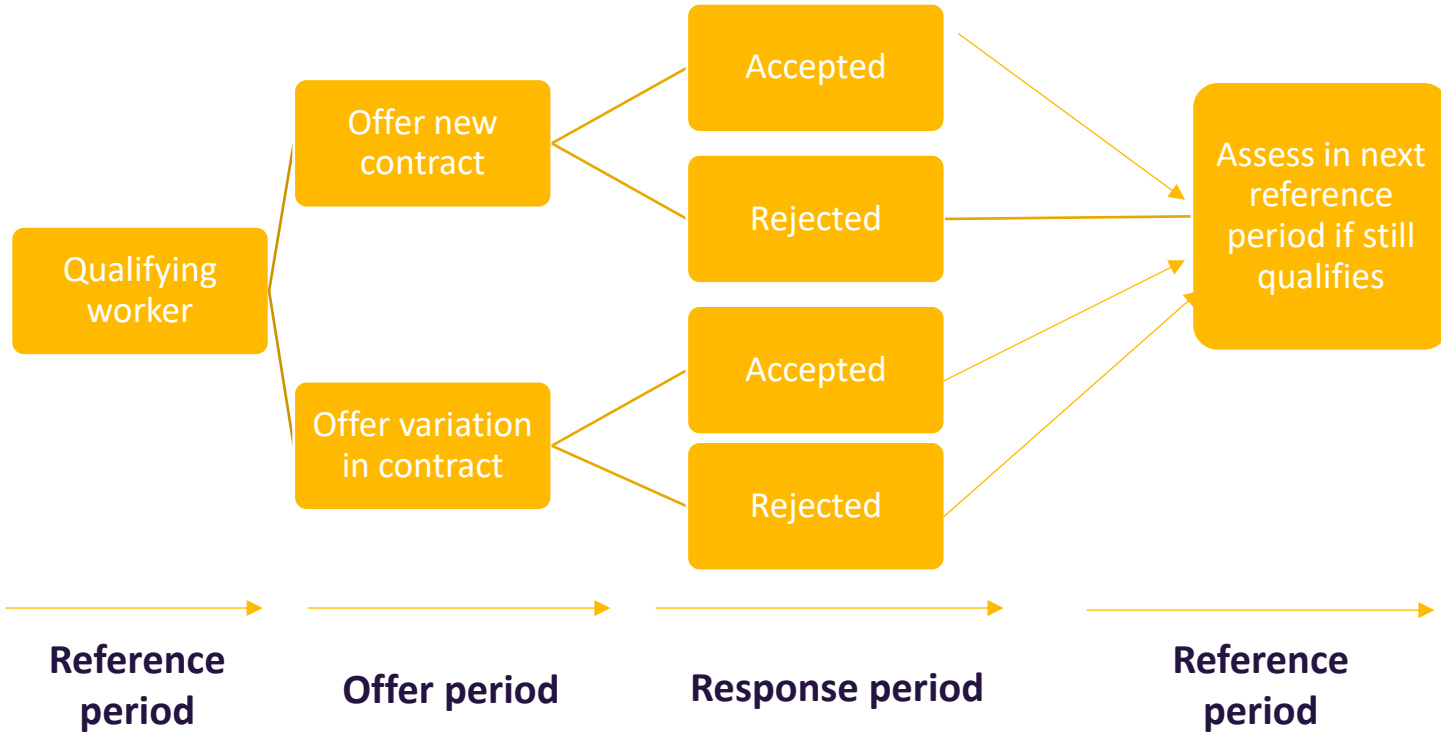 Qualifying
worker
Offer new
contract
Offer variation
in contract
Accepted
Rejected
Accepted
Rejected
Assess in next
reference
period if still
qualifies
Reference
period
Offer period
Response period
Reference
period